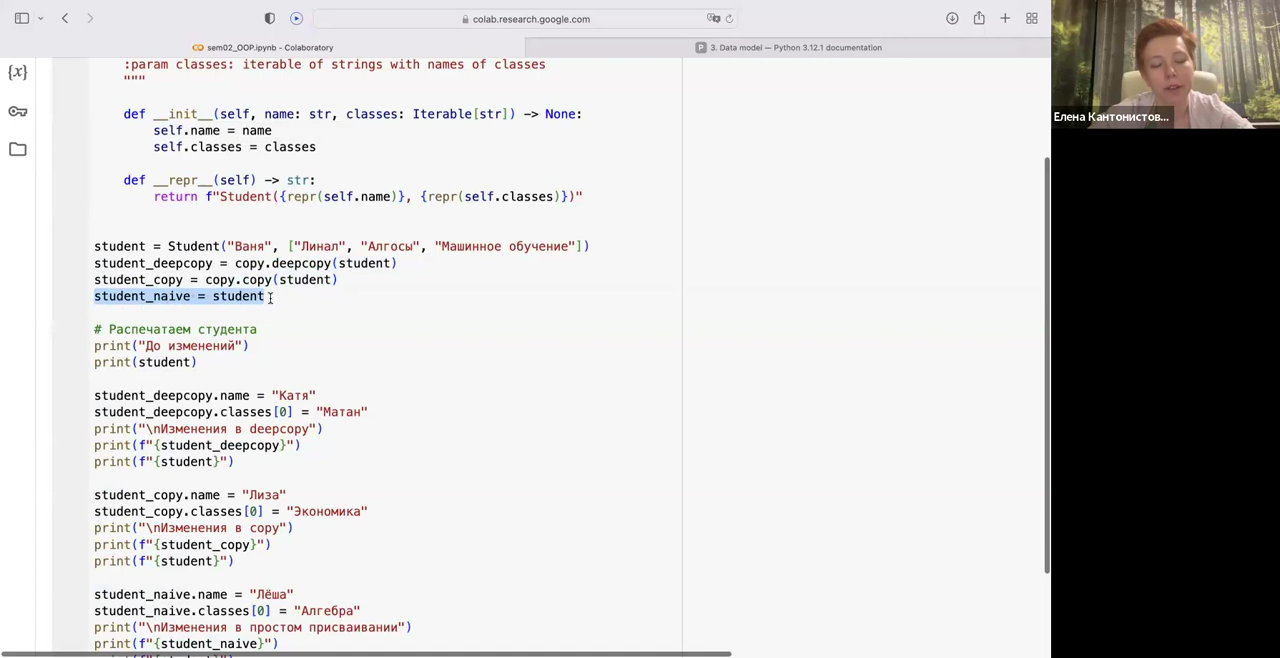 colab.research.google.com
sem02_OOP.ipynb - Colaboratory
3. Data model — Python 3.12.1 documentation
Елена Кантонистов...
{x}
:param classes: iterable of strings with names of classes
"""
def __init__(self, name: str, classes: Iterable[str]) -> None:
self.name = name
self.classes = classes
def __repr__(self) -> str:
return f"Student({repr(self.name)}, {repr(self.classes)})"
student = Student("Ваня", ["Линал", "Алгосы", "Машинное обучение"])
student_deepcopy = copy.deepcopy(student)
student_copy = copy.copy(student)
student_naive = student
# Распечатаем студента
print("До изменений")
print(student)
student_deepcopy.name = "Катя"
student_deepcopy.classes[0] = "Матан"
print("\nИзменения в deepcopy")
print(f"{student_deepcopy}")
print(f"{student}")
student_copy.name = "Лиза"
student_copy.classes[0] = "Экономика"
print("\nИзменения в copy")
print(f"{student_copy}")
print(f"{student}")
student_naive.name = "Лёша"
student_naive.classes[0] = "Алгебра"
print("\nИзменения в простом присваивании")
print(f"{student_naive}")